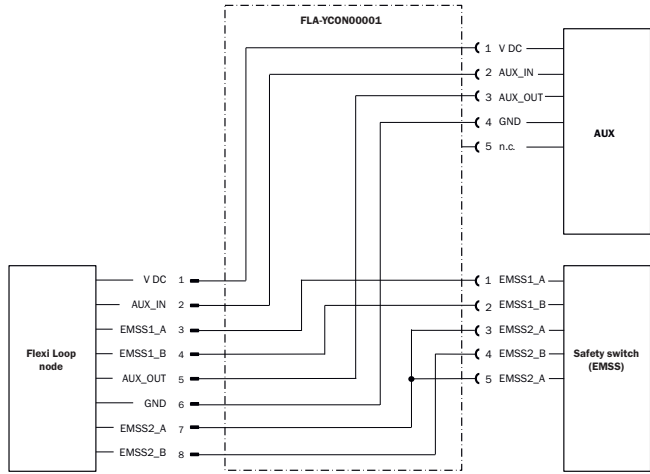 FLA-YCON00001
1 V DC
2 AUX_IN
3 AUX_OUT
4 GND
5 n.c.
AUX
V DC 1
AUX_IN 2
EMSS1_A 3
EMSS1_B 4
AUX_OUT 5
GND 6
EMSS2_A 7
EMSS2_B 8
Flexi Loop
node
1 EMSS1_A
2 EMSS1_B
3 EMSS2_A
4 EMSS2_B
5 EMSS2_A
Safety switch
(EMSS)